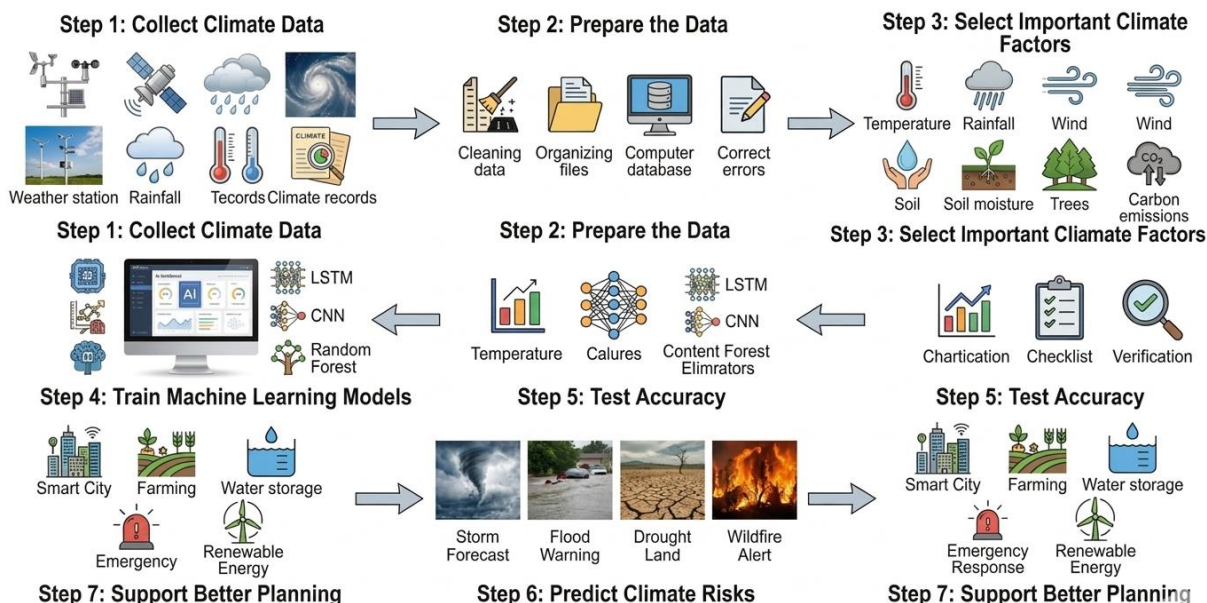 Step 1: Collect Climate Data
Step 2: Prepare the Data
Step 3: Select Important Climate
Factors
CLIMATE
Weather station
Rainfall
Tecords
Climate records
Cleaning
data
Organizing
files
Computer
database
Correct
errors
Temperature
Rainfall
Wind
Wind
Soil
Soil moisture
Trees
CO₂
Carbon
emissions
Step 1: Collect Climate Data
Step 2: Prepare the Data
Step 3: Select Important Cliamate Factors
AI
LSTM
CNN
Random
Forest
Temperature
Calures
LSTM
CNN
Content Forest
Elimrators
Chartication
Checklist
Verification
Step 4: Train Machine Learning Models
Step 5: Test Accuracy
Step 5: Test Accuracy
Smart City
Farming
Water storage
Emergency
Renewable
Energy
Storm
Forecast
Flood
Warning
Drought
Land
Wildfire
Alert
Smart City
Farming
Water storage
Emergency
Response
Renewable
Energy
Step 7: Support Better Planning
Step 6: Predict Climate Risks
Step 7: Support Better Planning